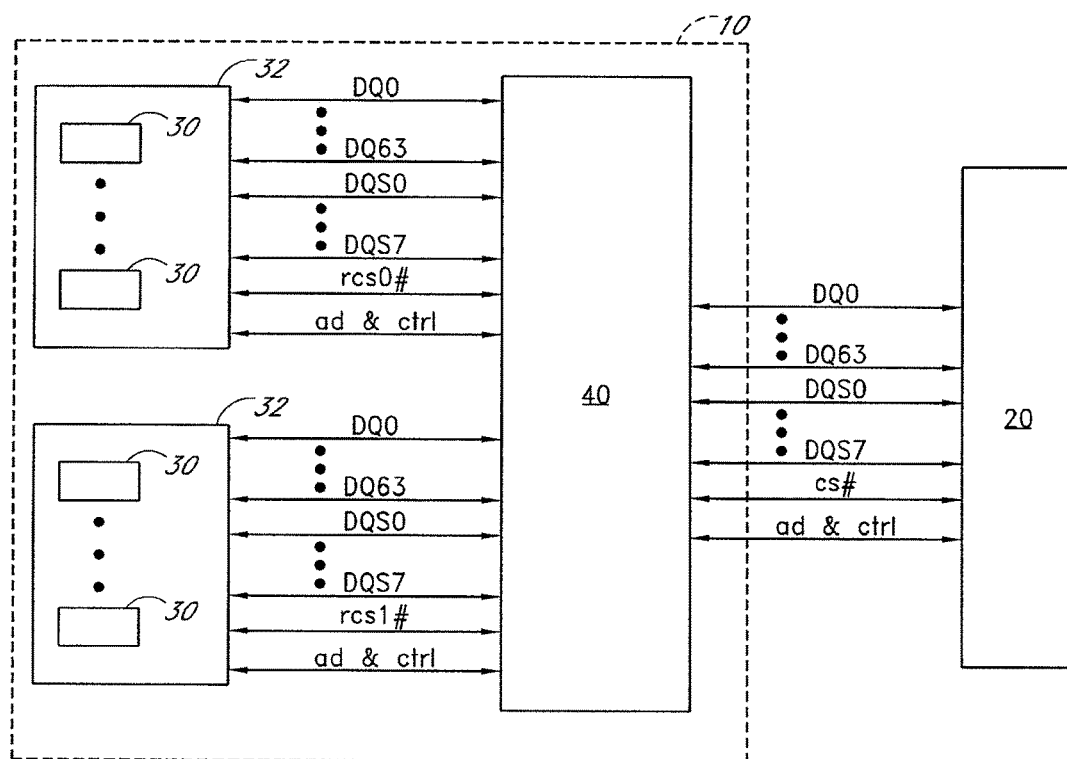 10
32
30
30
DQ0
DQ63
DQS0
DQS7
rcs0#
ad & ctrl
32
30
30
DQ0
DQ63
DQS0
DQS7
rcs1#
ad & ctrl
40
DQ0
DQ63
DQS0
DQS7
cs#
ad & ctrl
20